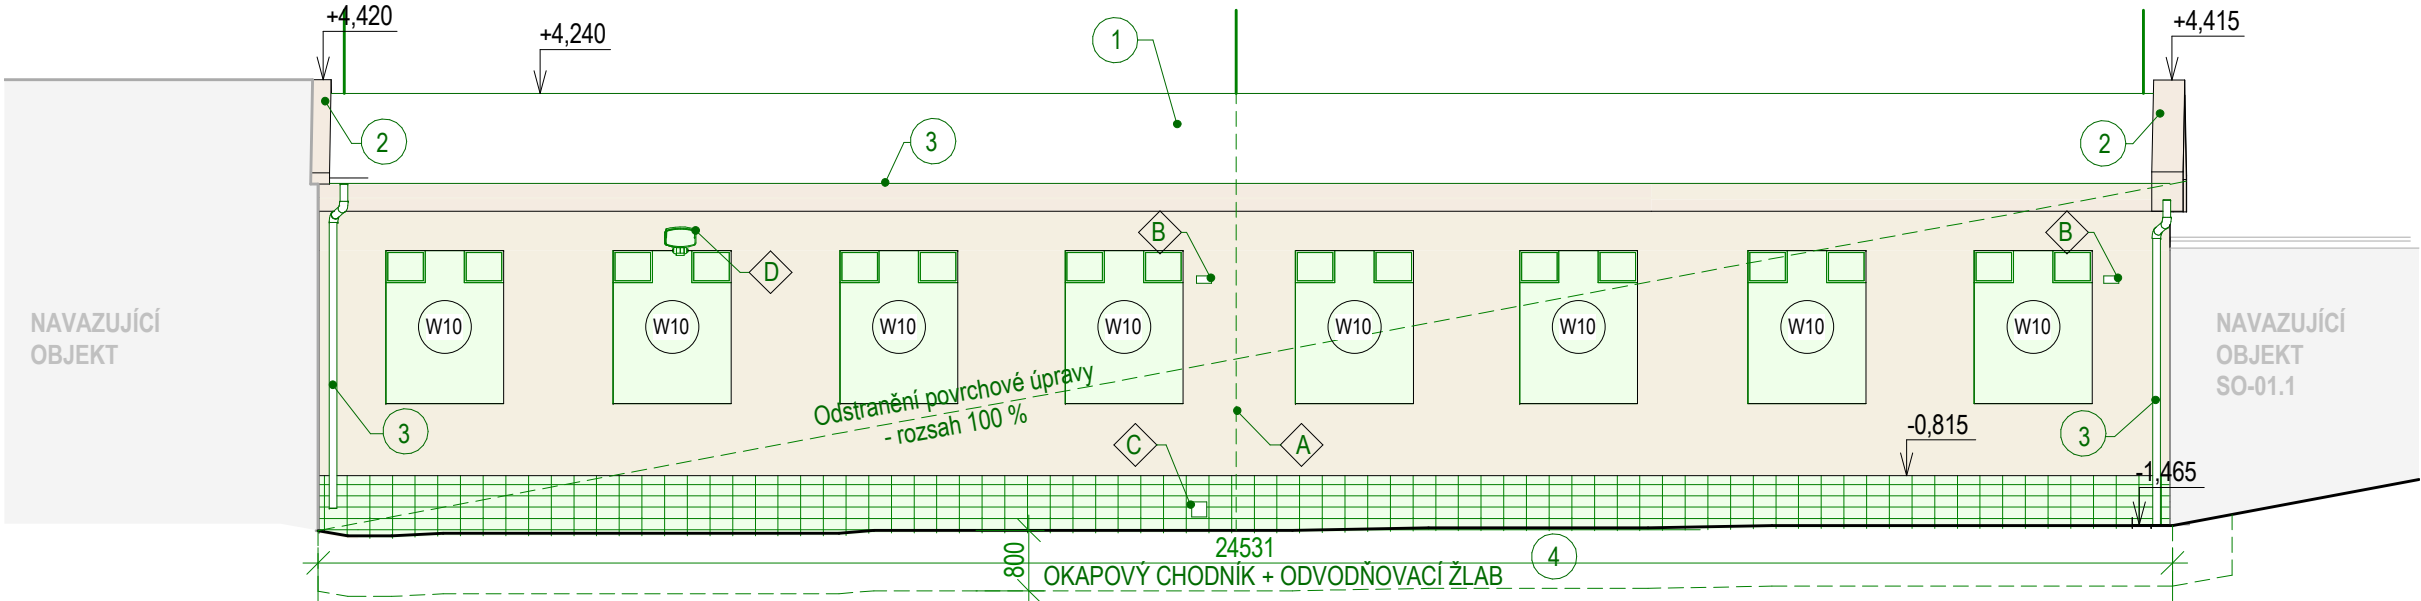 +4,420
+4,240
1
+4,415
2
3
2
B
B
D
NAVAZUJÍCÍ
OBJEKT
W10
W10
W10
W10
W10
W10
W10
W10
NAVAZUJÍCÍ
OBJEKT
SO-01.1
Odstranění povrchové úpravy
- rozsah 100 %
3
C
A
-0,815
3
-1,465
800
24531
4
OKAPOVÝ CHODNÍK + ODVODŇOVACÍ ŽLAB